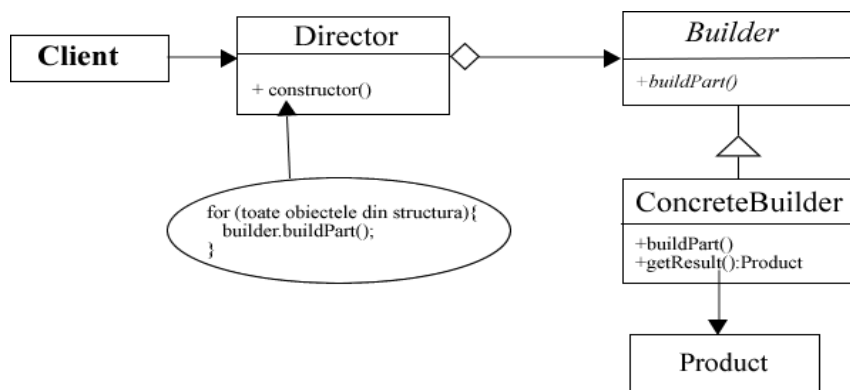 Client
Director
+ constructor()
Builder
+buildPart()
for (toate obiectele din structura){
builder.buildPart();
}
ConcreteBuilder
+buildPart()
+getResult():Product
Product